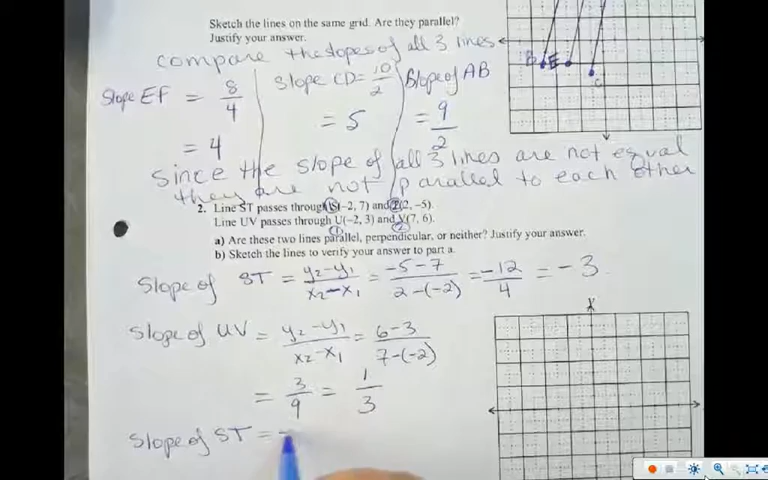 Sketch the lines on the same grid. Are they parallel?
Justify your answer.
compare the slopes of all 3 lines
Slope EF = 8/4
= 4
Slope CD = 10/2
= 5
Slope of AB
= 9/2
B E
C
since the slope of all 3 lines are not equal
they are not parallel to each other
2. Line ST passes through S(-2, 7) and T(2, -5).
Line UV passes through U(-2, 3) and V(7, 6).
① ②
a) Are these two lines parallel, perpendicular, or neither? Justify your answer.
b) Sketch the lines to verify your answer to part a.
Slope of ST = y₂-y₁/x₂-x₁ = -5-7/2-(-2) = -12/4 = -3
Slope of UV = y₂-y₁/x₂-x₁ = 6-3/7-(-2)
= 3/9 = 1/3
Slope of ST = -